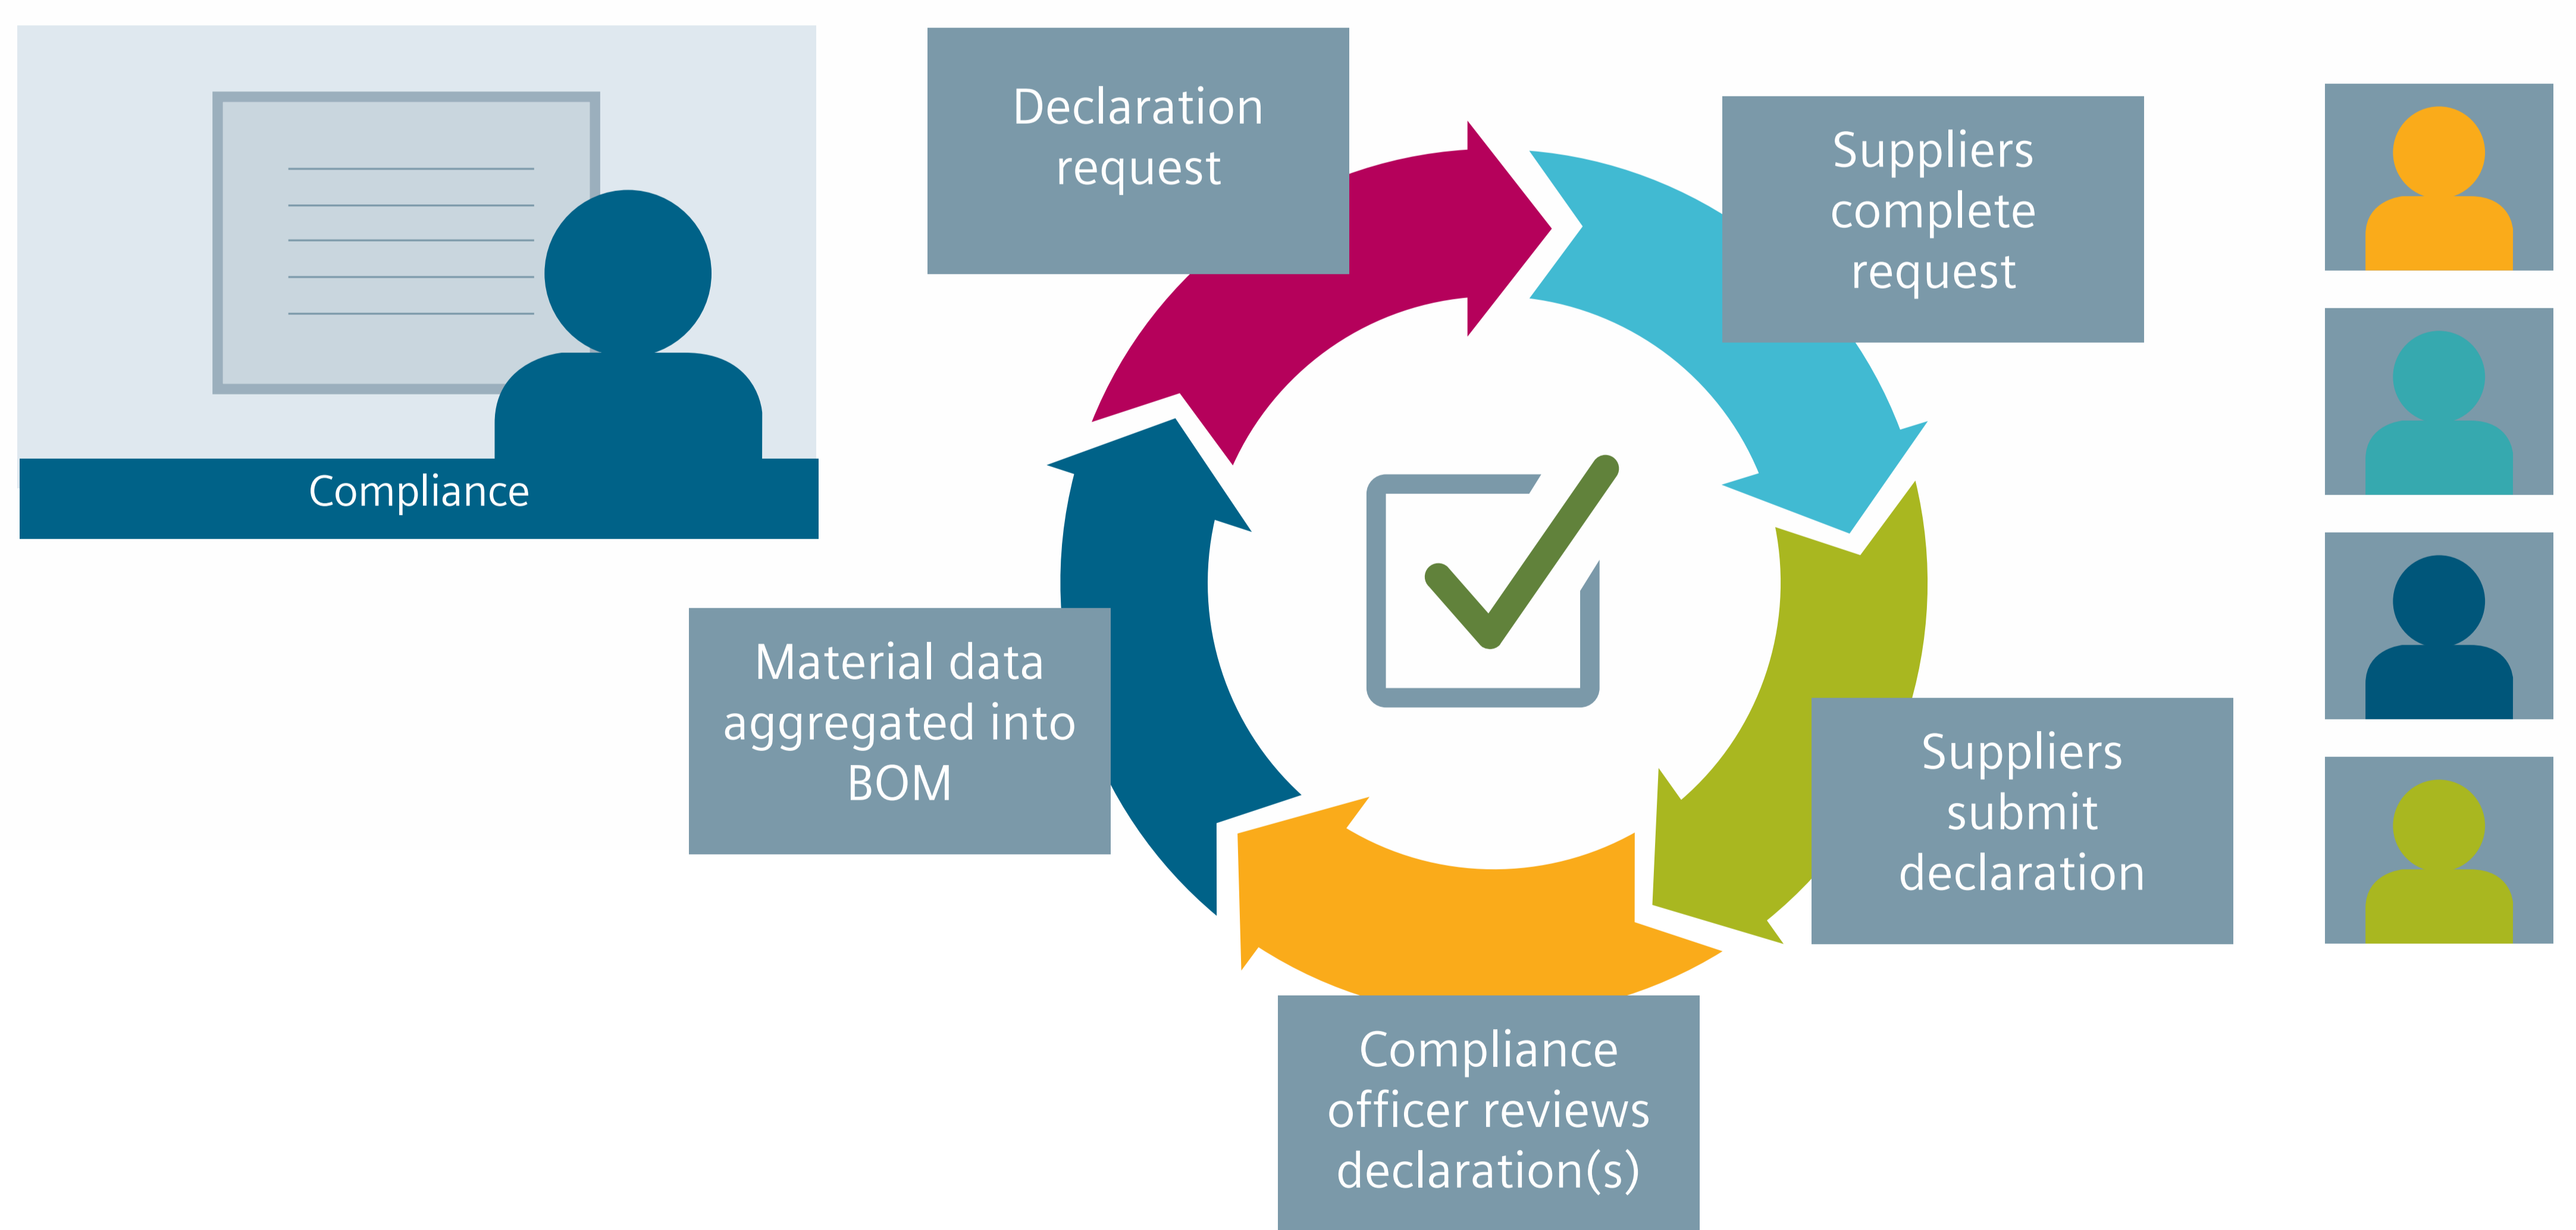 Compliance
Declaration
request
Suppliers
complete
request
Suppliers
submit
declaration
Compliance
officer reviews
declaration(s)
Material data
aggregated into
BOM